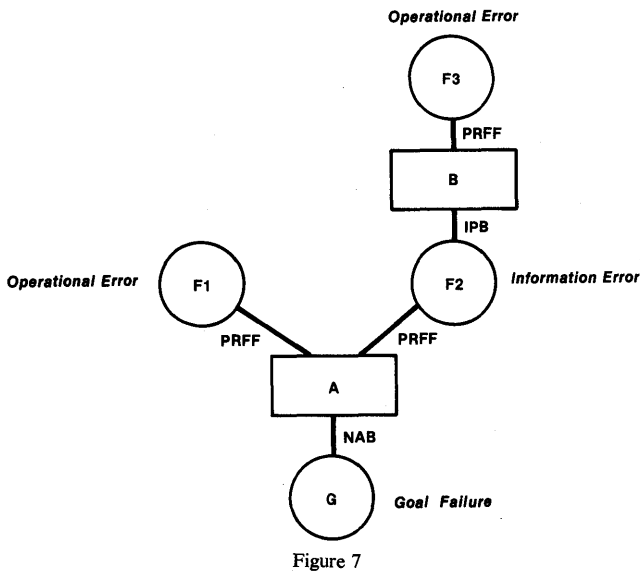 Operational Error
F3
PRFF
B
IPB
Operational Error
F1
F2
Information Error
PRFF
PRFF
A
NAB
G
Goal Failure
Figure 7